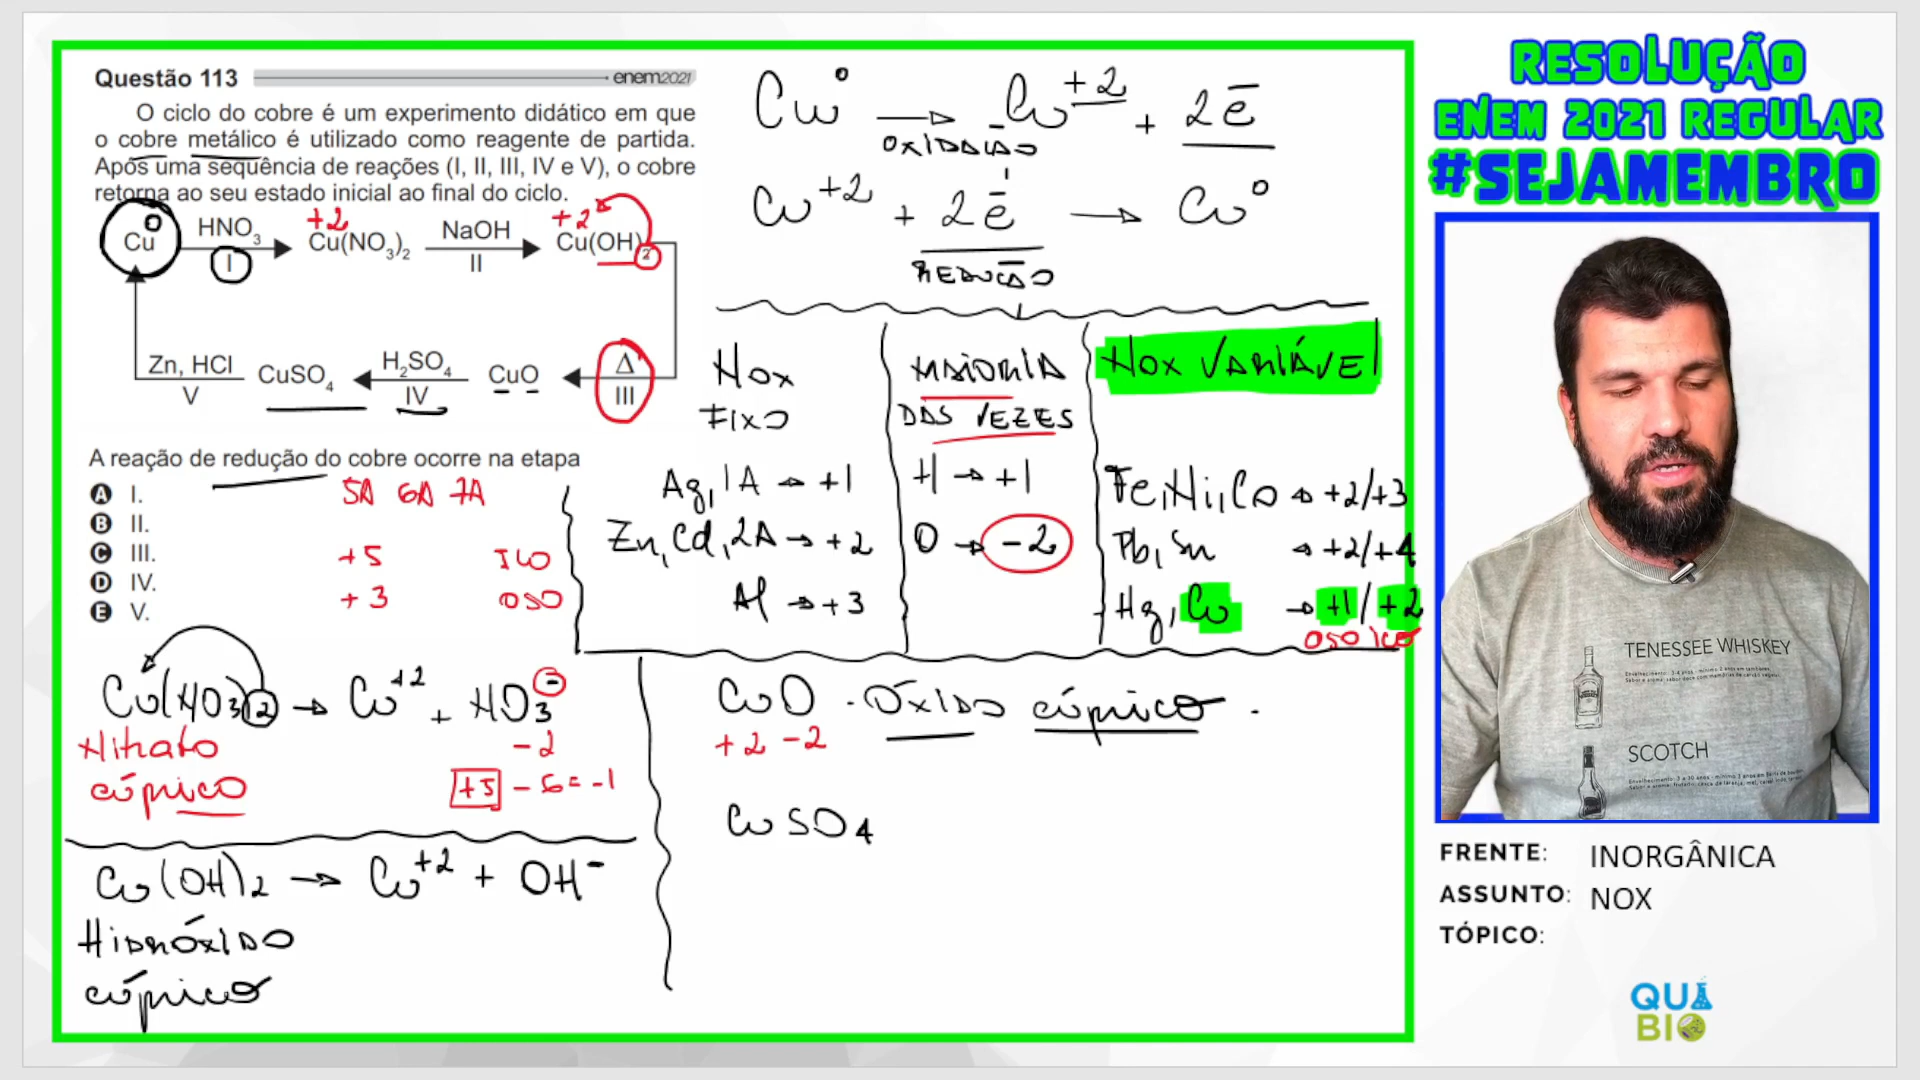 Questão 113
enem2021
O ciclo do cobre é um experimento didático em que
o cobre metálico é utilizado como reagente de partida.
Após uma sequência de reações (I, II, III, IV e V), o cobre
retorna ao seu estado inicial ao final do ciclo.
0 +2 +2
Cu HNO3 Cu(NO3)2 NaOH Cu(OH)2
I II
Zn, HCl CuSO4 H2SO4 CuO Δ
V IV III
A reação de redução do cobre ocorre na etapa
A I.
B II.
C III.
D IV.
E V.
5A 6A 7A
+5 ICO
+3 OSO
Cu⁰ → Cu⁺² + 2ē
OXIDAÇÃO
Cu⁺² + 2ē → Cu⁰
REDUÇÃO
NOX
FIXO
Ag, 1A → +1
Zn, Cd, 2A → +2
Al → +3
MAIORIA
DAS VEZES
H → +1
O → -2
NOX VARIÁVEL
Fe, Ni, Co → +2/+3
Pb, Sn → +2/+4
Hg, Cu → +1/+2
OSO ICO
Cu(NO3)2 → Cu⁺² + NO3⁻
Nitrato
cúprico
-2
+5 - 6 = -1
Cu(OH)2 → Cu⁺² + OH⁻
HIDRÓXIDO
cúprico
CuO · ÓXIDO cúprico.
+2 -2
CuSO4
RESOLUÇÃO
ENEM 2021 REGULAR
#SEJAMEMBRO
TENESSEE WHISKEY
SCOTCH
FRENTE: INORGÂNICA
ASSUNTO: NOX
TÓPICO:
QUI
BIO